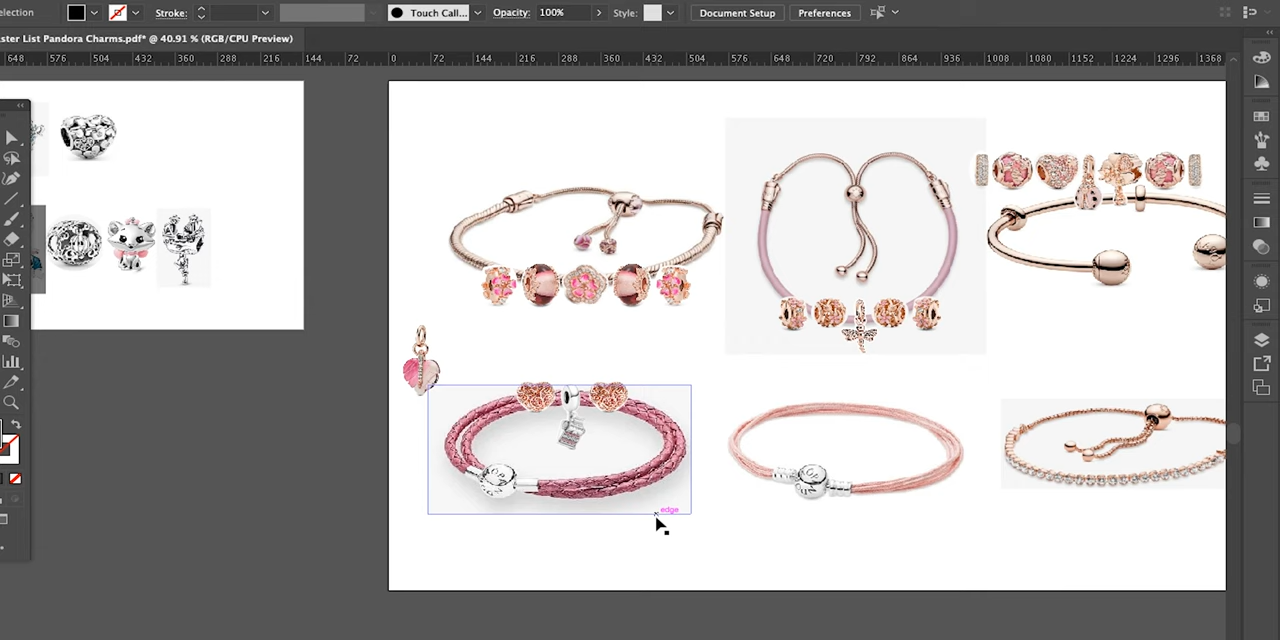 election Stroke: Touch Call... Opacity: 100% Style: Document Setup Preferences
aster List Pandora Charms.pdf* @ 40.91 % (RGB/CPU Preview)
648 576 504 432 360 288 216 144 72 0 72 144 216 288 360 432 504 576 648 720 792 864 936 1008 1080 1152 1224 1296 1368
edge